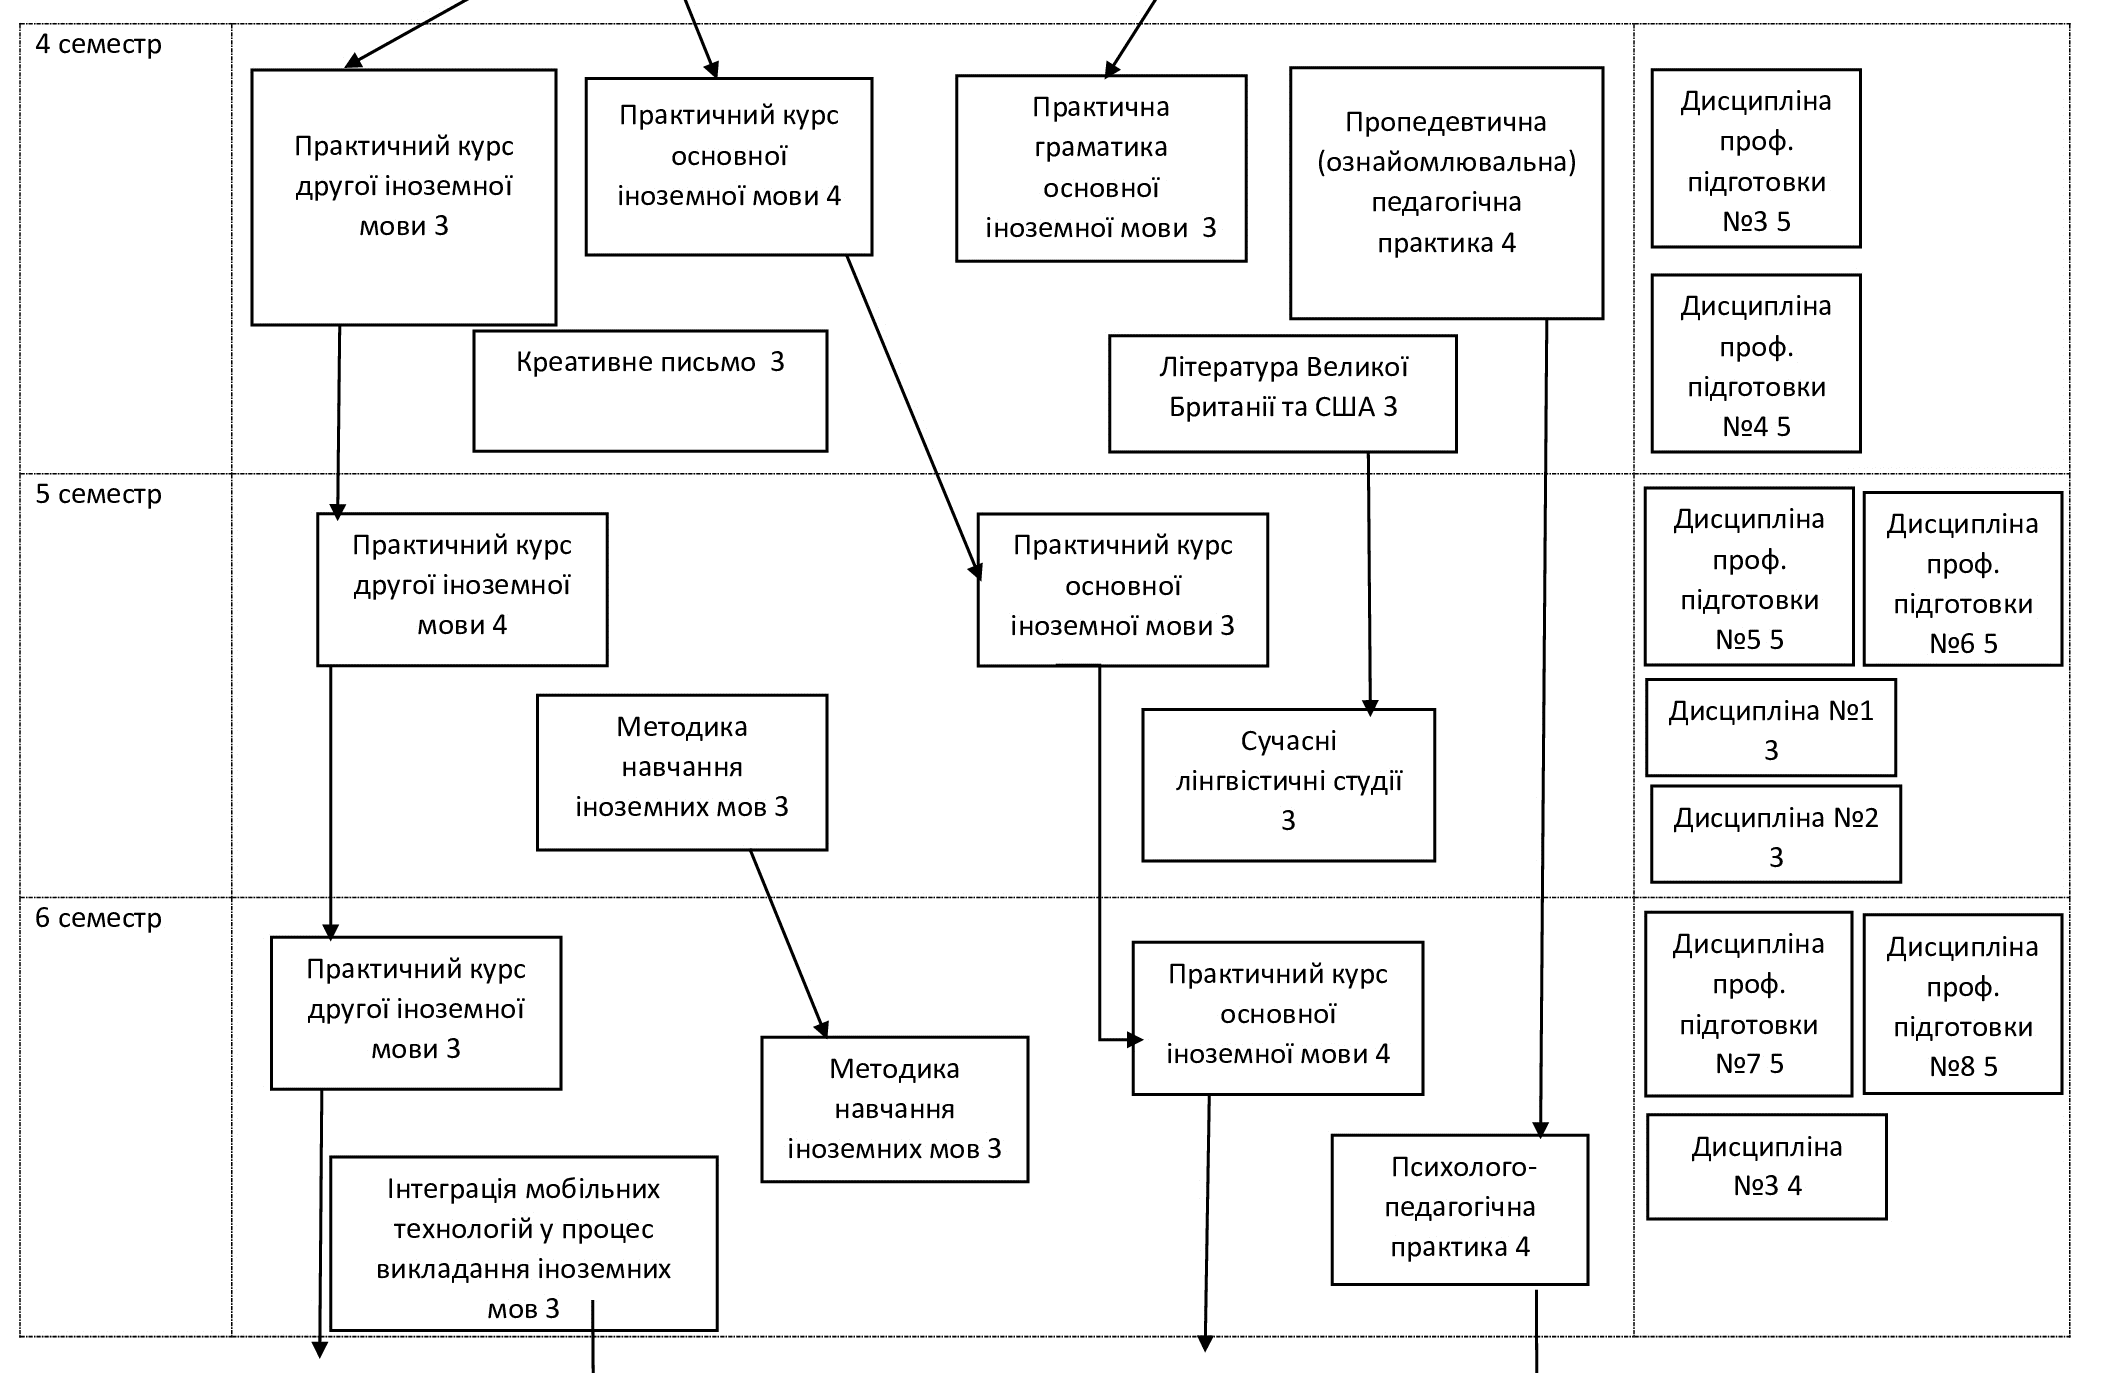 4 семестр
Практичний курс
другої іноземної
мови 3
Практичний курс
основної
іноземної мови 4
Практична
граматика
основної
іноземної мови 3
Пропедевтична
(ознайомлювальна)
педагогічна
практика 4
Дисципліна
проф.
підготовки
№3 5
Креативне письмо 3
Література Великої
Британії та США 3
Дисципліна
проф.
підготовки
№4 5
5 семестр
Практичний курс
другої іноземної
мови 4
Практичний курс
основної
іноземної мови 3
Дисципліна
проф.
підготовки
№5 5
Дисципліна
проф.
підготовки
№6 5
Методика
навчання
іноземних мов 3
Сучасні
лінгвістичні студії
3
Дисципліна №1
3
Дисципліна №2
3
6 семестр
Практичний курс
другої іноземної
мови 3
Методика
навчання
іноземних мов 3
Практичний курс
основної
іноземної мови 4
Дисципліна
проф.
підготовки
№7 5
Дисципліна
проф.
підготовки
№8 5
Інтеграція мобільних
технологій у процес
викладання іноземних
мов 3
Психолого-
педагогічна
практика 4
Дисципліна
№3 4